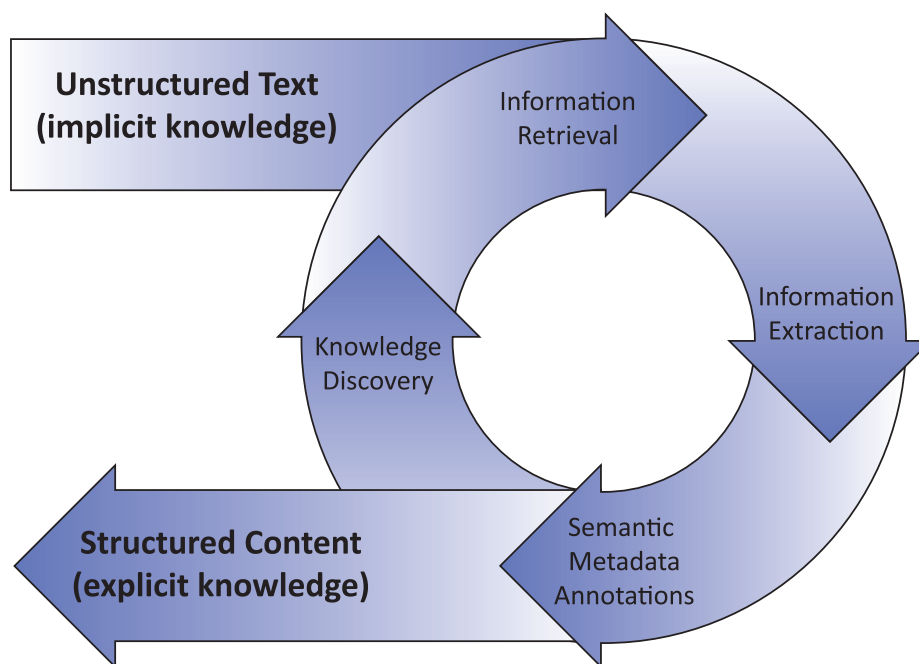 Unstructured Text
(implicit knowledge)
Information
Retrieval
Information
Extraction
Knowledge
Discovery
Semantic
Metadata
Annotations
Structured Content
(explicit knowledge)